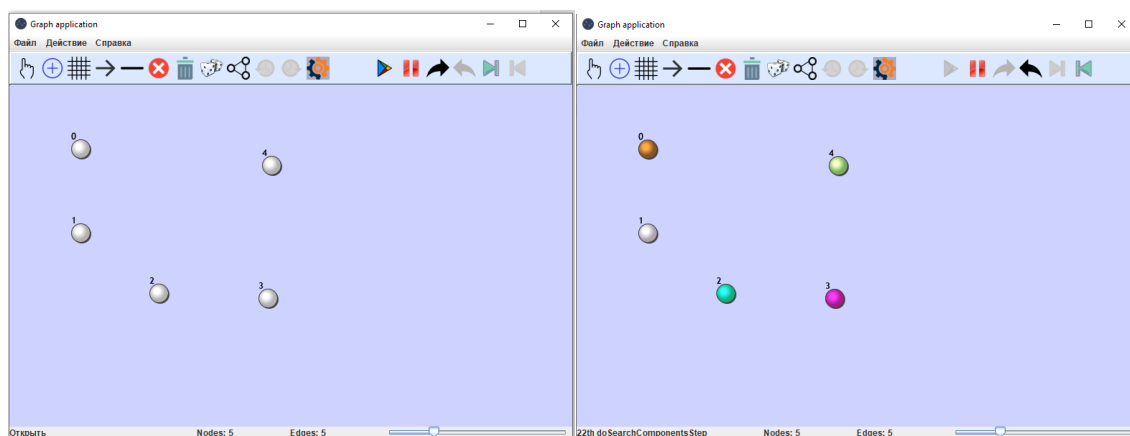 Graph application
Файл Действие Справка
0
4
1
2
3
Открыть Nodes: 5 Edges: 5
Graph application
Файл Действие Справка
0
4
1
2
3
22th doSearchComponentsStep Nodes: 5 Edges: 5